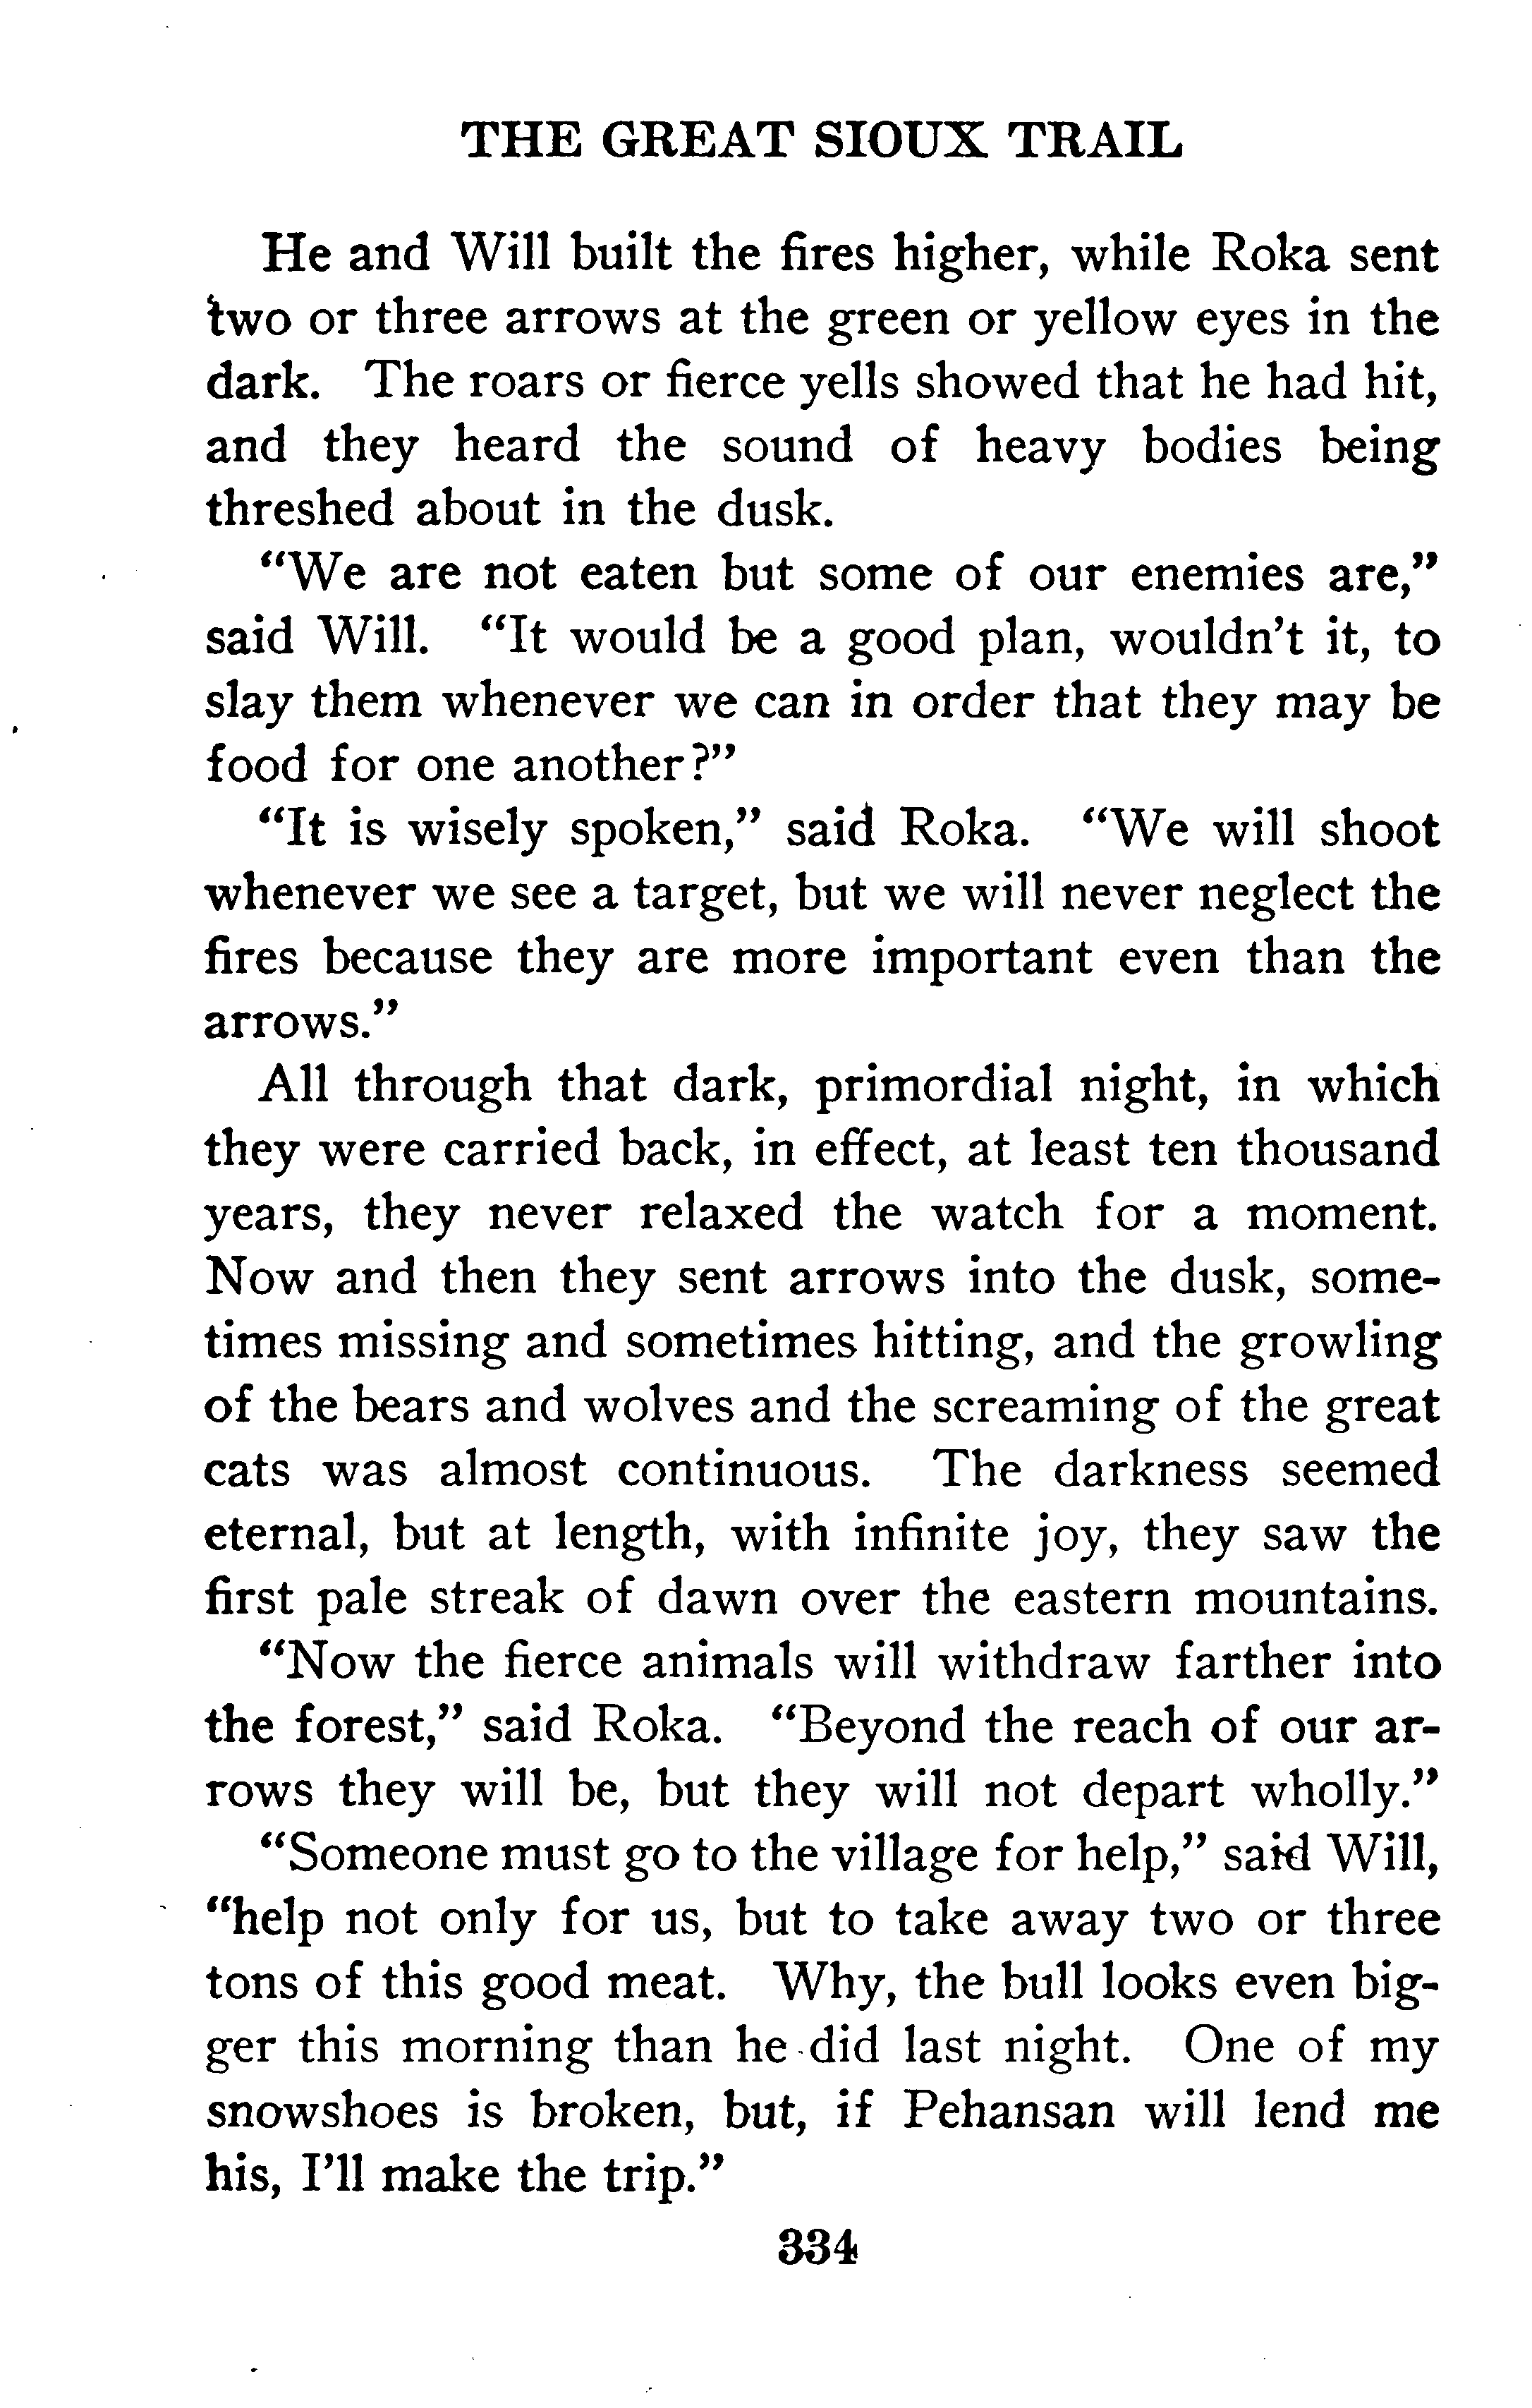 THE GREAT SIOUX TRAIL
He and Will built the fires higher, while Roka sent
two or three arrows at the green or yellow eyes in the
dark. The roars or fierce yells showed that he had hit,
and they heard the sound of heavy bodies being
threshed about in the dusk.
"We are not eaten but some of our enemies are,"
said Will. "It would be a good plan, wouldn't it, to
slay them whenever we can in order that they may be
food for one another?"
"It is wisely spoken," said Roka. "We will shoot
whenever we see a target, but we will never neglect the
fires because they are more important even than the
arrows."
All through that dark, primordial night, in which
they were carried back, in effect, at least ten thousand
years, they never relaxed the watch for a moment.
Now and then they sent arrows into the dusk, some-
times missing and sometimes hitting, and the growling
of the bears and wolves and the screaming of the great
cats was almost continuous. The darkness seemed
eternal, but at length, with infinite joy, they saw the
first pale streak of dawn over the eastern mountains.
"Now the fierce animals will withdraw farther into
the forest," said Roka. "Beyond the reach of our ar-
rows they will be, but they will not depart wholly."
"Someone must go to the village for help," said Will,
"help not only for us, but to take away two or three
tons of this good meat. Why, the bull looks even big-
ger this morning than he did last night. One of my
snowshoes is broken, but, if Pehansan will lend me
his, I'll make the trip."
334